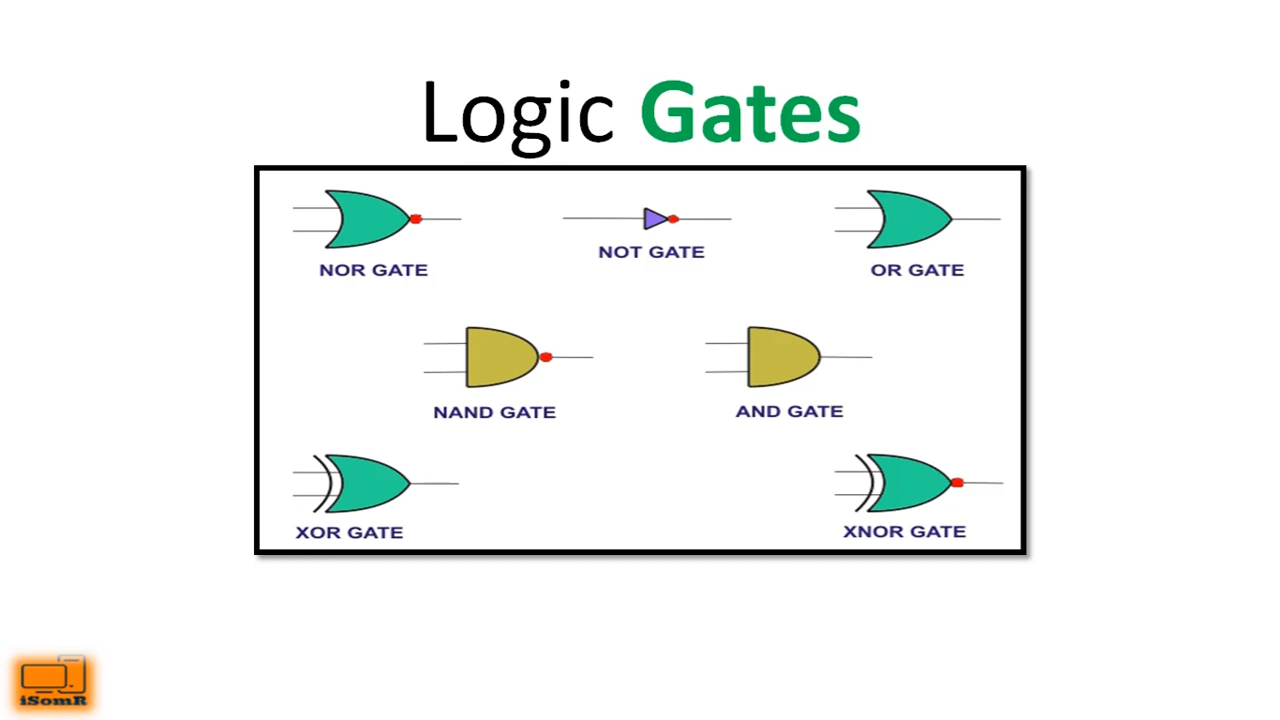 Logic Gates
NOR GATE
NOT GATE
OR GATE
NAND GATE
AND GATE
XOR GATE
XNOR GATE
iSomR